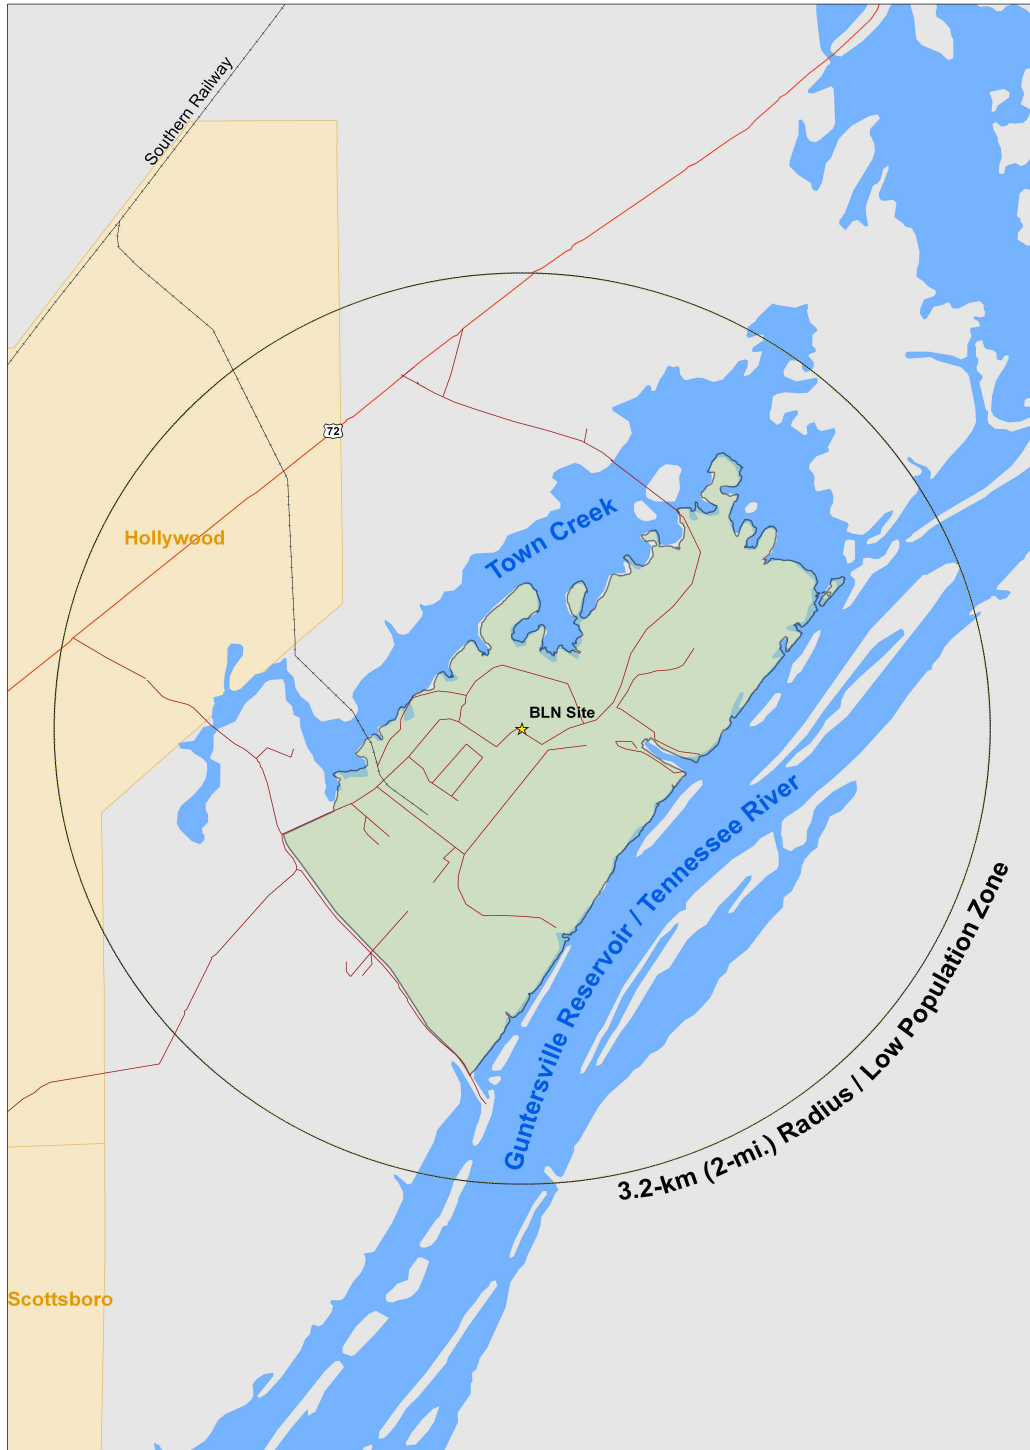 Southern Railway
72
Hollywood
Town Creek
BLN Site
Guntersville Reservoir / Tennessee River
3.2-km (2-mi.) Radius / Low Population Zone
Scottsboro